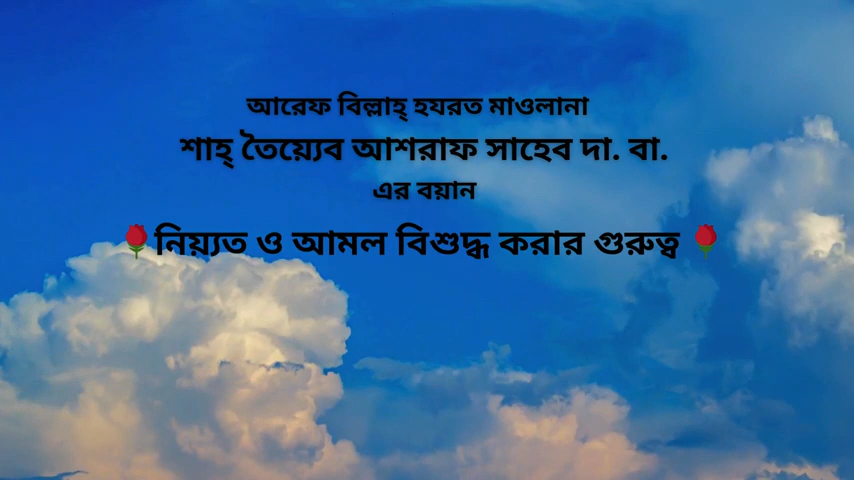 আরেফ বিল্লাহ্ হযরত মাওলানা
শাহ্ তৈয়্যেব আশরাফ সাহেব দা. বা.
এর বয়ান
🌹নিয়্যত ও আমল বিশুদ্ধ করার গুরুত্ব 🌹